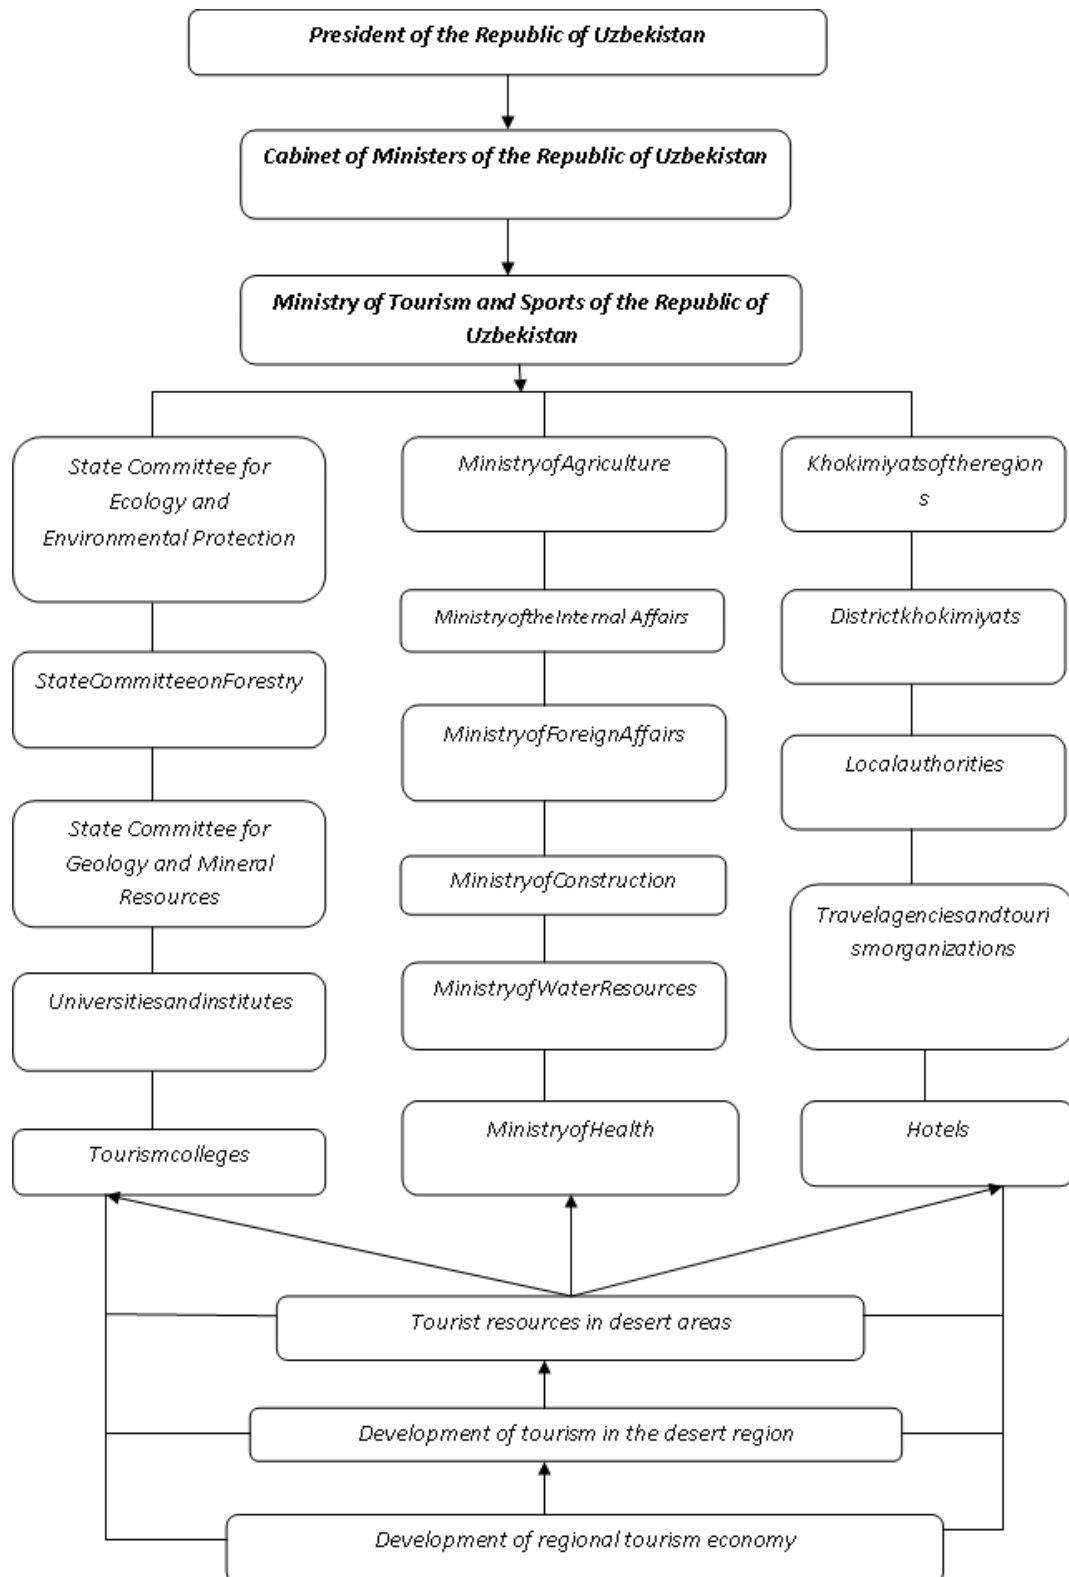 President of the Republic of Uzbekistan
Cabinet of Ministers of the Republic of Uzbekistan
Ministry of Tourism and Sports of the Republic of
Uzbekistan
State Committee for
Ecology and
Environmental Protection
StateCommitteeonForestry
State Committee for
Geology and Mineral
Resources
Universitiesandinstitutes
Tourismcolleges
MinistryofAgriculture
MinistryoftheInternal Affairs
MinistryofForeignAffairs
MinistryofConstruction
MinistryofWaterResources
MinistryofHealth
Khokimiyatsoftheregion
s
Districtkhokimiyats
Localauthorities
Travelagenciesandtouri
smorganizations
Hotels
Tourist resources in desert areas
Development of tourism in the desert region
Development of regional tourism economy